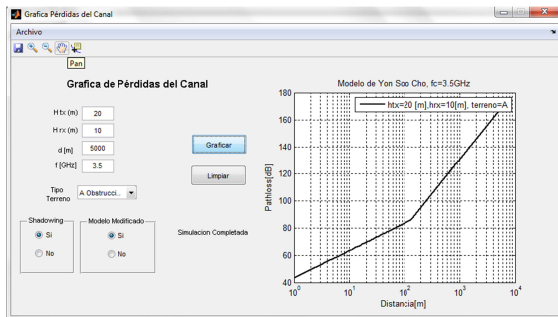 Grafica Pérdidas del Canal
Archivo
Pan
Grafica de Pérdidas del Canal
H tx (m) 20
H rx (m) 10
d [m] 5000
f [GHz] 3.5
Tipo Terreno A Obstrucci...
Graficar
Limpiar
Shadowing
Si
No
Modelo Modificado
Si
No
Simulacion Completada
Modelo de Yon Soo Cho, fc=3.5GHz
htx=20 [m],hrx=10[m], terreno=A
Pathloss[dB]
180
160
140
120
100
80
60
40
10^0 10^1 10^2 10^3 10^4
Distancia[m]